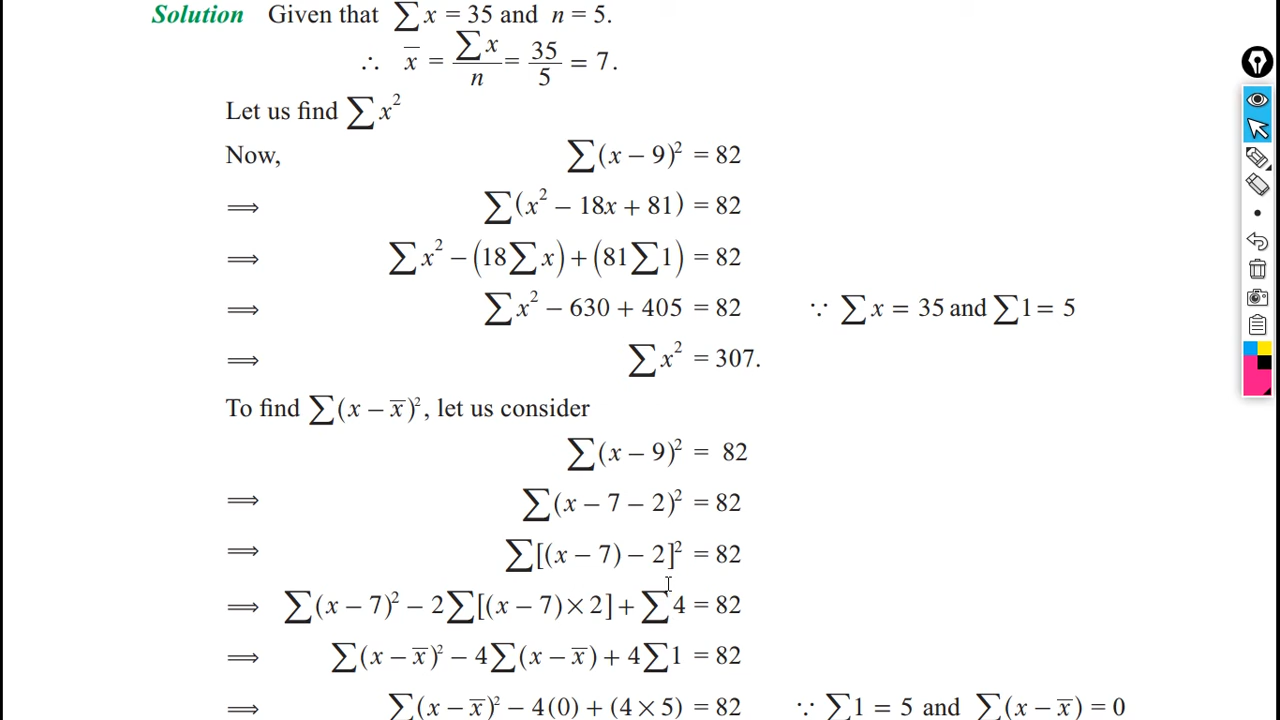 Solution Given that ∑x = 35 and n = 5.
∴ x̅ = ∑x/n = 35/5 = 7.
Let us find ∑x²
Now, ∑(x – 9)² = 82
⟹ ∑(x² – 18x + 81) = 82
⟹ ∑x² – (18∑x) + (81∑1) = 82
⟹ ∑x² – 630 + 405 = 82 ∵ ∑x = 35 and ∑1 = 5
⟹ ∑x² = 307.
To find ∑(x – x̅)², let us consider
∑(x – 9)² = 82
⟹ ∑(x – 7 – 2)² = 82
⟹ ∑[(x – 7) – 2]² = 82
⟹ ∑(x – 7)² – 2∑[(x – 7) × 2] + ∑4 = 82
⟹ ∑(x – x̅)² – 4∑(x – x̅) + 4∑1 = 82
⟹ ∑(x – x̅)² – 4(0) + (4 × 5) = 82 ∵ ∑1 = 5 and ∑(x – x̅) = 0